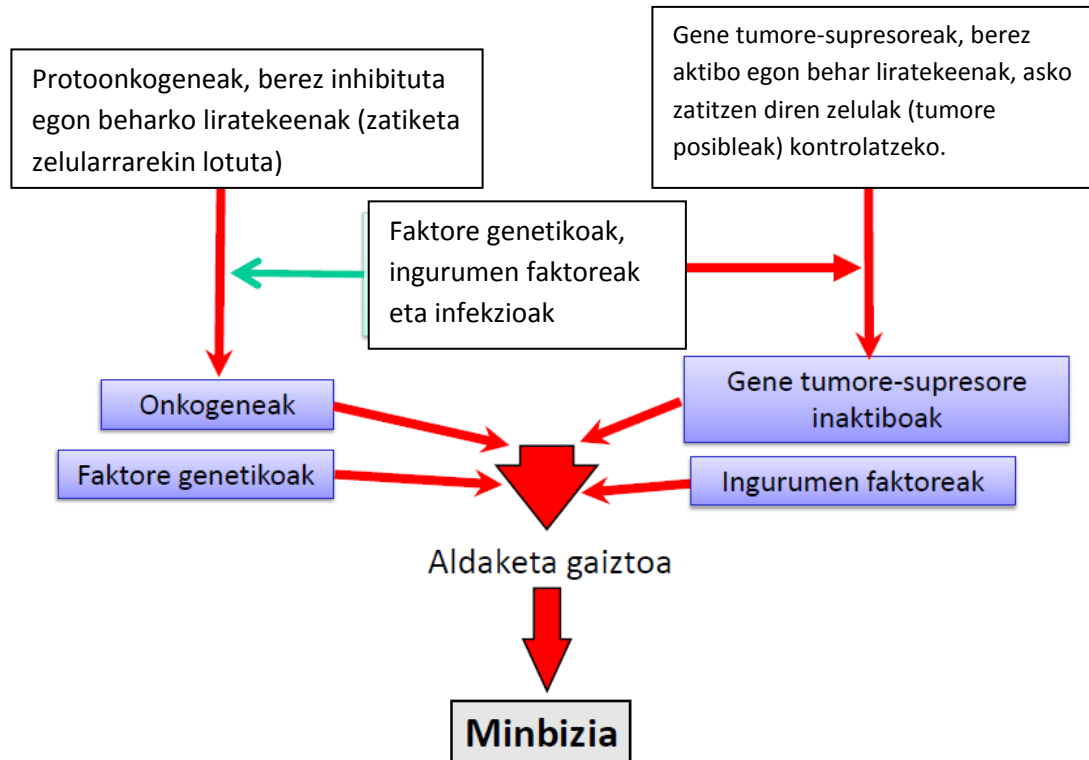 Protoonkogeneak, berez inhibituta
egon beharko liratekeenak (zatiketa
zelularrarekin lotuta)
Gene tumore-supresoreak, berez
aktibo egon behar liratekeenak, asko
zatitzen diren zelulak (tumore
posibleak) kontrolatzeko.
Faktore genetikoak,
ingurumen faktoreak
eta infekzioak
Onkogeneak
Gene tumore-supresore
inaktiboak
Faktore genetikoak
Ingurumen faktoreak
Aldaketa gaiztoa
Minbizia